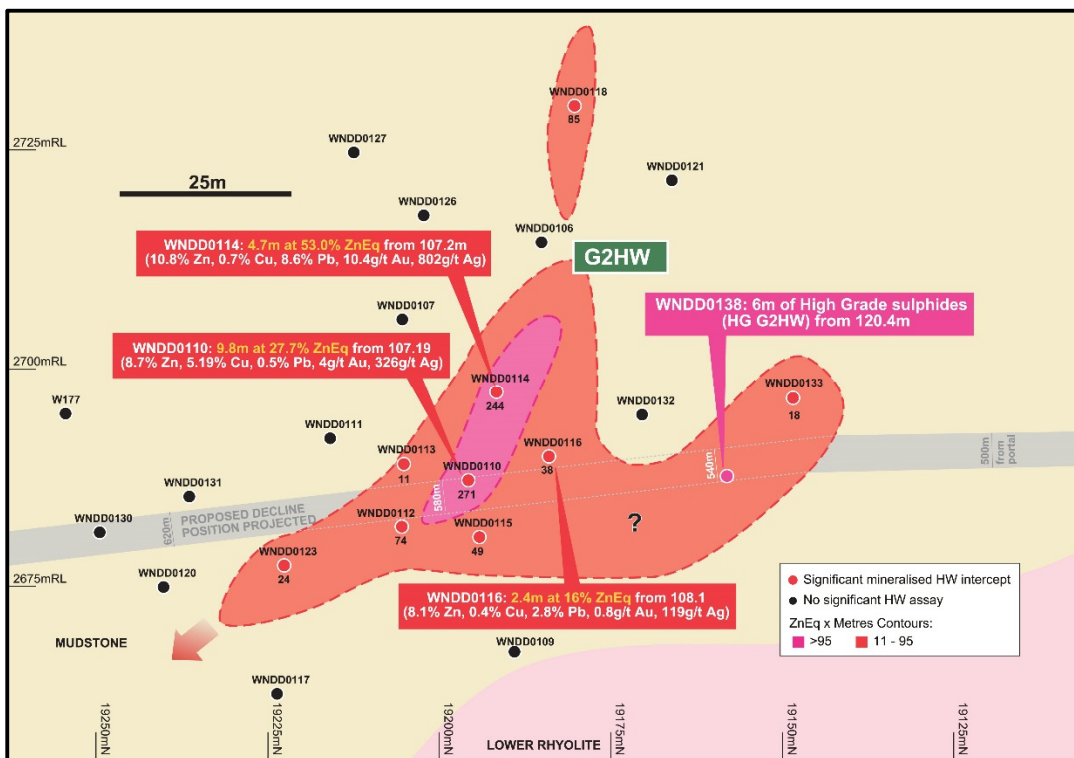 WNDD0118
85
2725mRL
WNDD0127
WNDD0121
25m
WNDD0126
WNDD0106
WNDD0114: 4.7m at 53.0% ZnEq from 107.2m
(10.8% Zn, 0.7% Cu, 8.6% Pb, 10.4g/t Au, 802g/t Ag)
G2HW
WNDD0138: 6m of High Grade sulphides
(HG G2HW) from 120.4m
WNDD0107
WNDD0110: 9.8m at 27.7% ZnEq from 107.19
(8.7% Zn, 5.19% Cu, 0.5% Pb, 4g/t Au, 326g/t Ag)
2700mRL
WNDD0114
244
WNDD0133
18
W177
WNDD0132
WNDD0111
WNDD0113
11
WNDD0116
38
WNDD0110
271
580m
540m
500m
from
portal
WNDD0131
WNDD0130
620m
PROPOSED DECLINE
POSITION PROJECTED
WNDD0112
74
WNDD0115
49
?
WNDD0123
24
WNDD0120
2675mRL
WNDD0116: 2.4m at 16% ZnEq from 108.1
(8.1% Zn, 0.4% Cu, 2.8% Pb, 0.8g/t Au, 119g/t Ag)
Significant mineralised HW intercept
No significant HW assay
ZnEq x Metres Contours:
>95
11 - 95
MUDSTONE
WNDD0109
WNDD0117
19250mN
19225mN
19200mN
19175mN
19150mN
19125mN
LOWER RHYOLITE